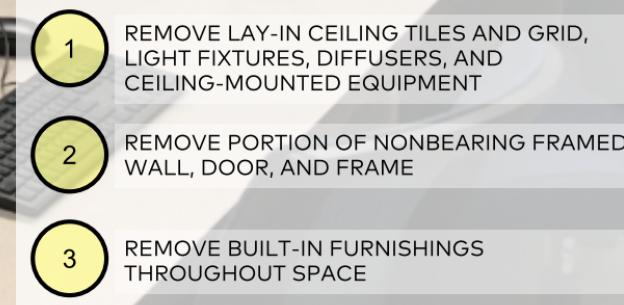 1
REMOVE LAY-IN CEILING TILES AND GRID,
LIGHT FIXTURES, DIFFUSERS, AND
CEILING-MOUNTED EQUIPMENT
2
REMOVE PORTION OF NONBEARING FRAMED
WALL, DOOR, AND FRAME
3
REMOVE BUILT-IN FURNISHINGS
THROUGHOUT SPACE